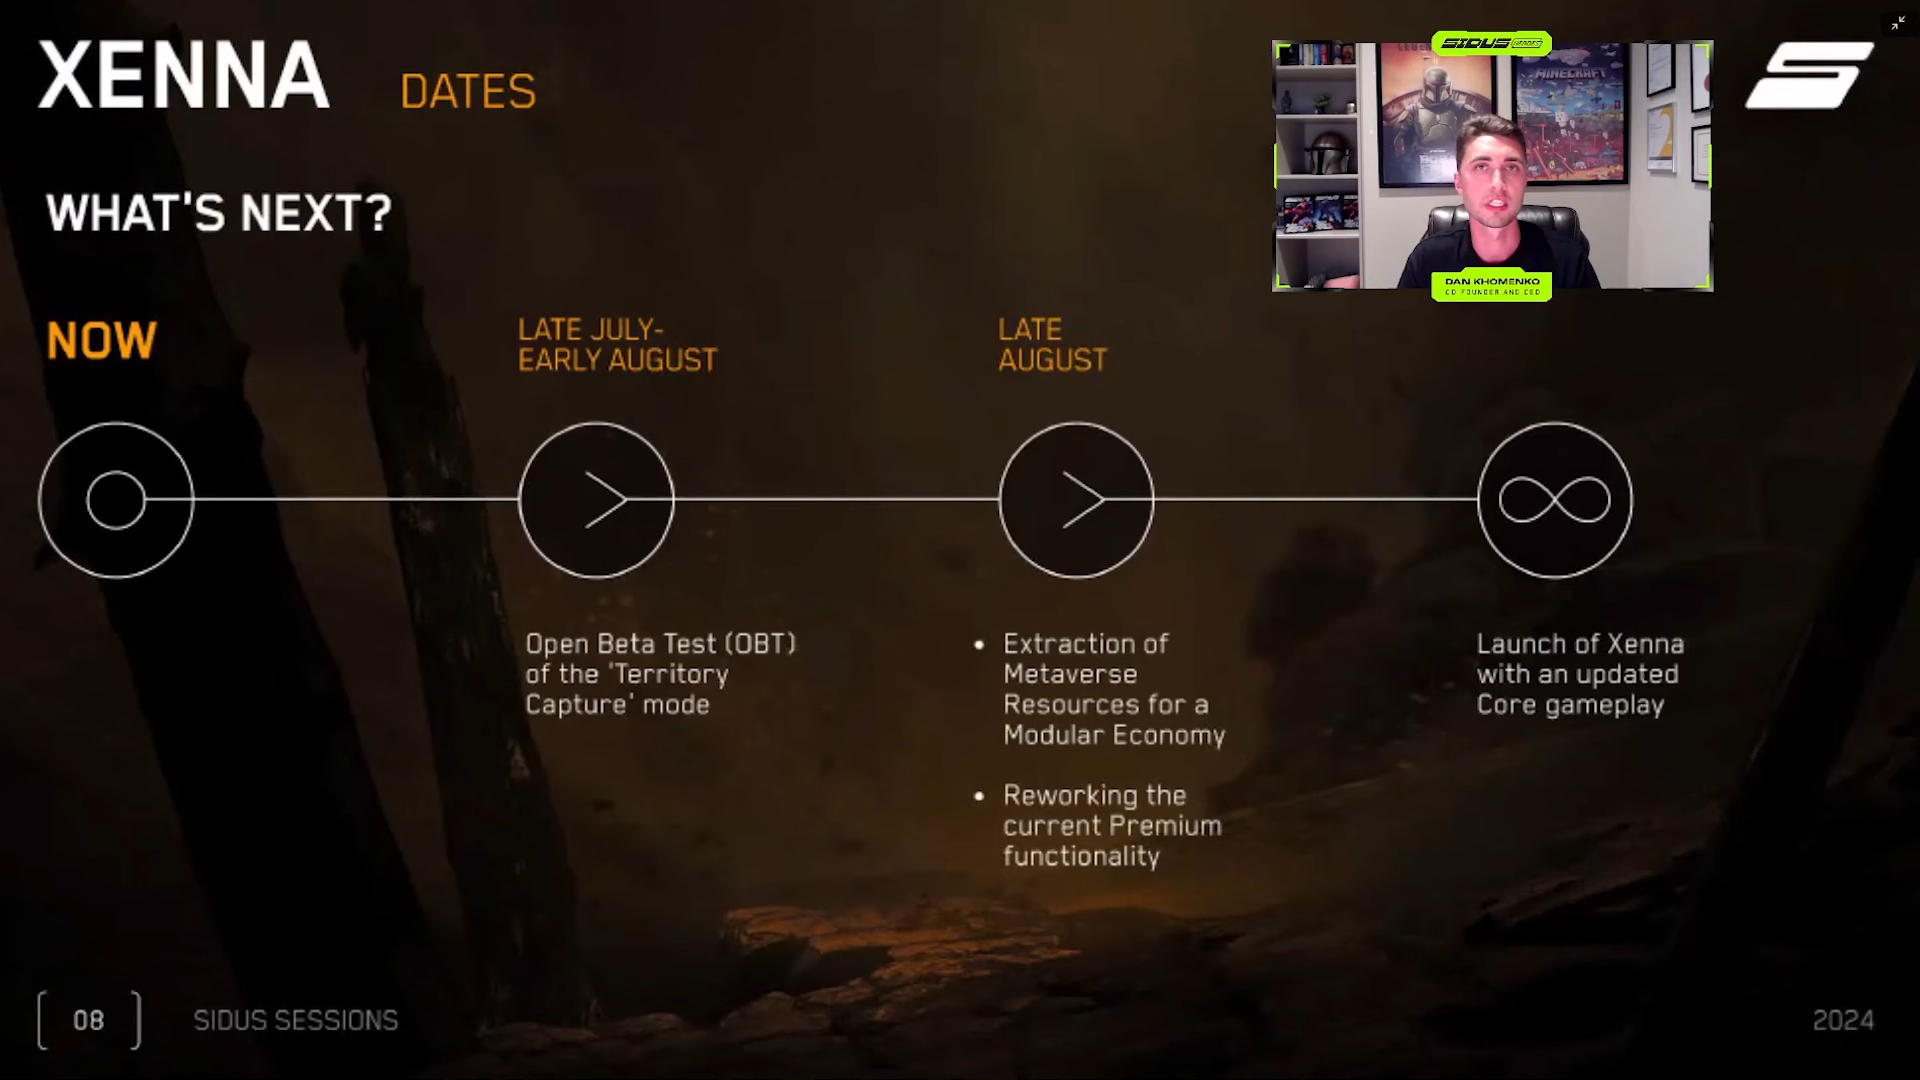 XENNA DATES
WHAT'S NEXT?
NOW
LATE JULY-
EARLY AUGUST
LATE
AUGUST
Open Beta Test (OBT)
of the 'Territory
Capture' mode
• Extraction of
Metaverse
Resources for a
Modular Economy
• Reworking the
current Premium
functionality
Launch of Xenna
with an updated
Core gameplay
SIDUS HEROES
MINECRAFT
DAN KHOMENKO
CO FOUNDER AND CEO
08
SIDUS SESSIONS
2024